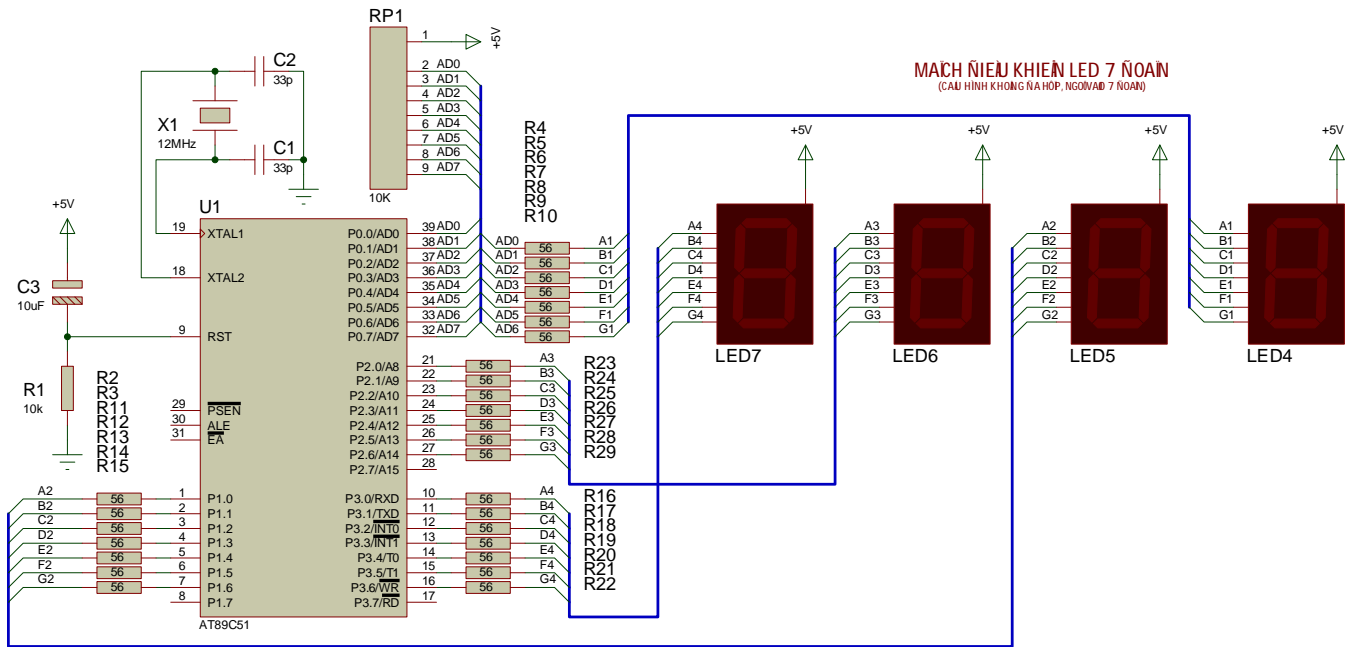 RP1
1
+5V
2 AD0
3 AD1
4 AD2
5 AD3
6 AD4
7 AD5
8 AD6
9 AD7
10K
C2
33p
X1
12MHz
C1
33p
MAÏCH ÑIEÀU KHIEÅN LED 7 ÑOAÏN
+5V
+5V
+5V
+5V
R4
R5
R6
R7
R8
R9
R10
+5V
C3
10uF
R1
10k
U1
19 XTAL1
18 XTAL2
9 RST
29 PSEN
30 ALE
31 EA
P0.0/AD0 39 AD0
P0.1/AD1 38 AD1
P0.2/AD2 37 AD2
P0.3/AD3 36 AD3
P0.4/AD4 35 AD4
P0.5/AD5 34 AD5
P0.6/AD6 33 AD6
P0.7/AD7 32 AD7
AD0 56 A1
AD1 56 B1
AD2 56 C1
AD3 56 D1
AD4 56 E1
AD5 56 F1
AD6 56 G1
A4
B4
C4
D4
E4
F4
G4
LED7
A3
B3
C3
D3
E3
F3
G3
LED6
A2
B2
C2
D2
E2
F2
G2
LED5
A1
B1
C1
D1
E1
F1
G1
LED4
P2.0/A8 21 56 A3
P2.1/A9 22 56 B3
P2.2/A10 23 56 C3
P2.3/A11 24 56 D3
P2.4/A12 25 56 E3
P2.5/A13 26 56 F3
P2.6/A14 27 56 G3
P2.7/A15 28
R23
R24
R25
R26
R27
R28
R29
R2
R3
R11
R12
R13
R14
R15
A2 56 1 P1.0
B2 56 2 P1.1
C2 56 3 P1.2
D2 56 4 P1.3
E2 56 5 P1.4
F2 56 6 P1.5
G2 56 7 P1.6
8 P1.7
P3.0/RXD 10 56 A4
P3.1/TXD 11 56 B4
P3.2/INT0 12 56 C4
P3.3/INT1 13 56 D4
P3.4/T0 14 56 E4
P3.5/T1 15 56 F4
P3.6/WR 16 56 G4
P3.7/RD 17
R16
R17
R18
R19
R20
R21
R22
AT89C51